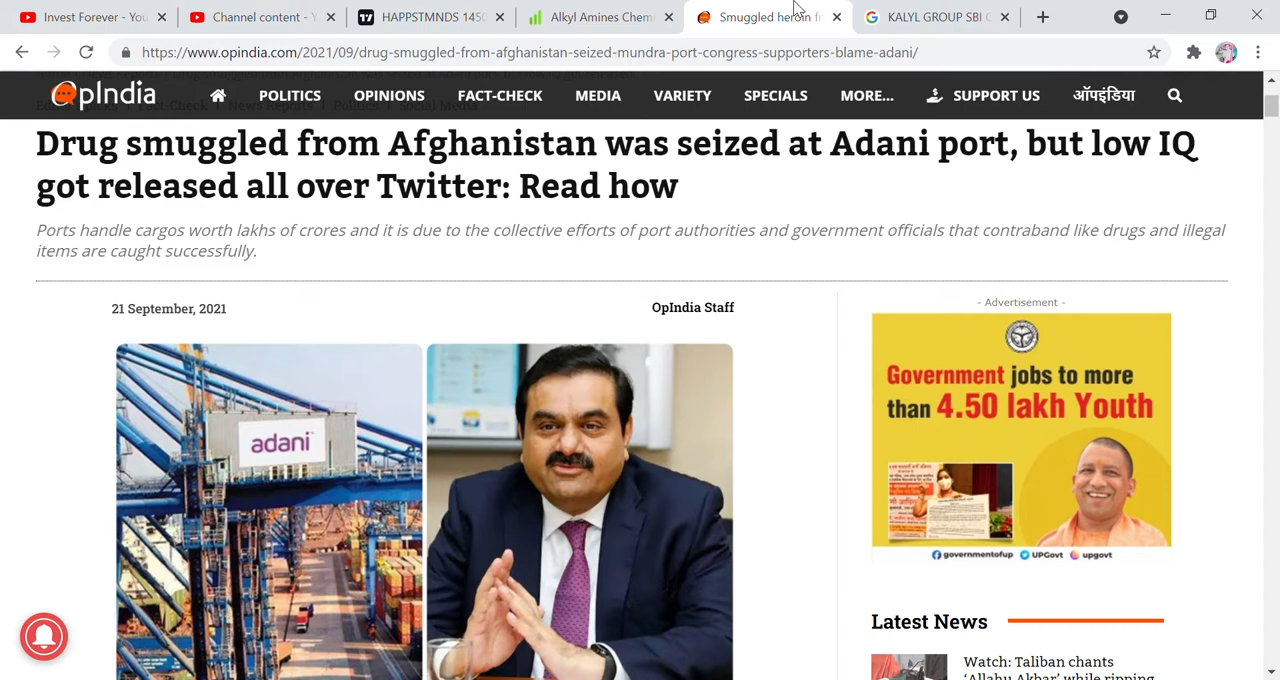 Invest Forever - You
Channel content - Y
HAPPSTMNDS 1450
Alkyl Amines Chemi
Smuggled heroin fr
KALYL GROUP SBI C
https://www.opindia.com/2021/09/drug-smuggled-from-afghanistan-seized-mundra-port-congress-supporters-blame-adani/
OpIndia
POLITICS
OPINIONS
FACT-CHECK
MEDIA
VARIETY
SPECIALS
MORE...
SUPPORT US
ऑपइंडिया
Drug smuggled from Afghanistan was seized at Adani port, but low IQ
got released all over Twitter: Read how
Ports handle cargos worth lakhs of crores and it is due to the collective efforts of port authorities and government officials that contraband like drugs and illegal
items are caught successfully.
21 September, 2021
OpIndia Staff
- Advertisement -
adani
Government jobs to more
than 4.50 lakh Youth
governmentofup UPGovt upgovt
Latest News
Watch: Taliban chants
'Allahu Akbar' while ripping